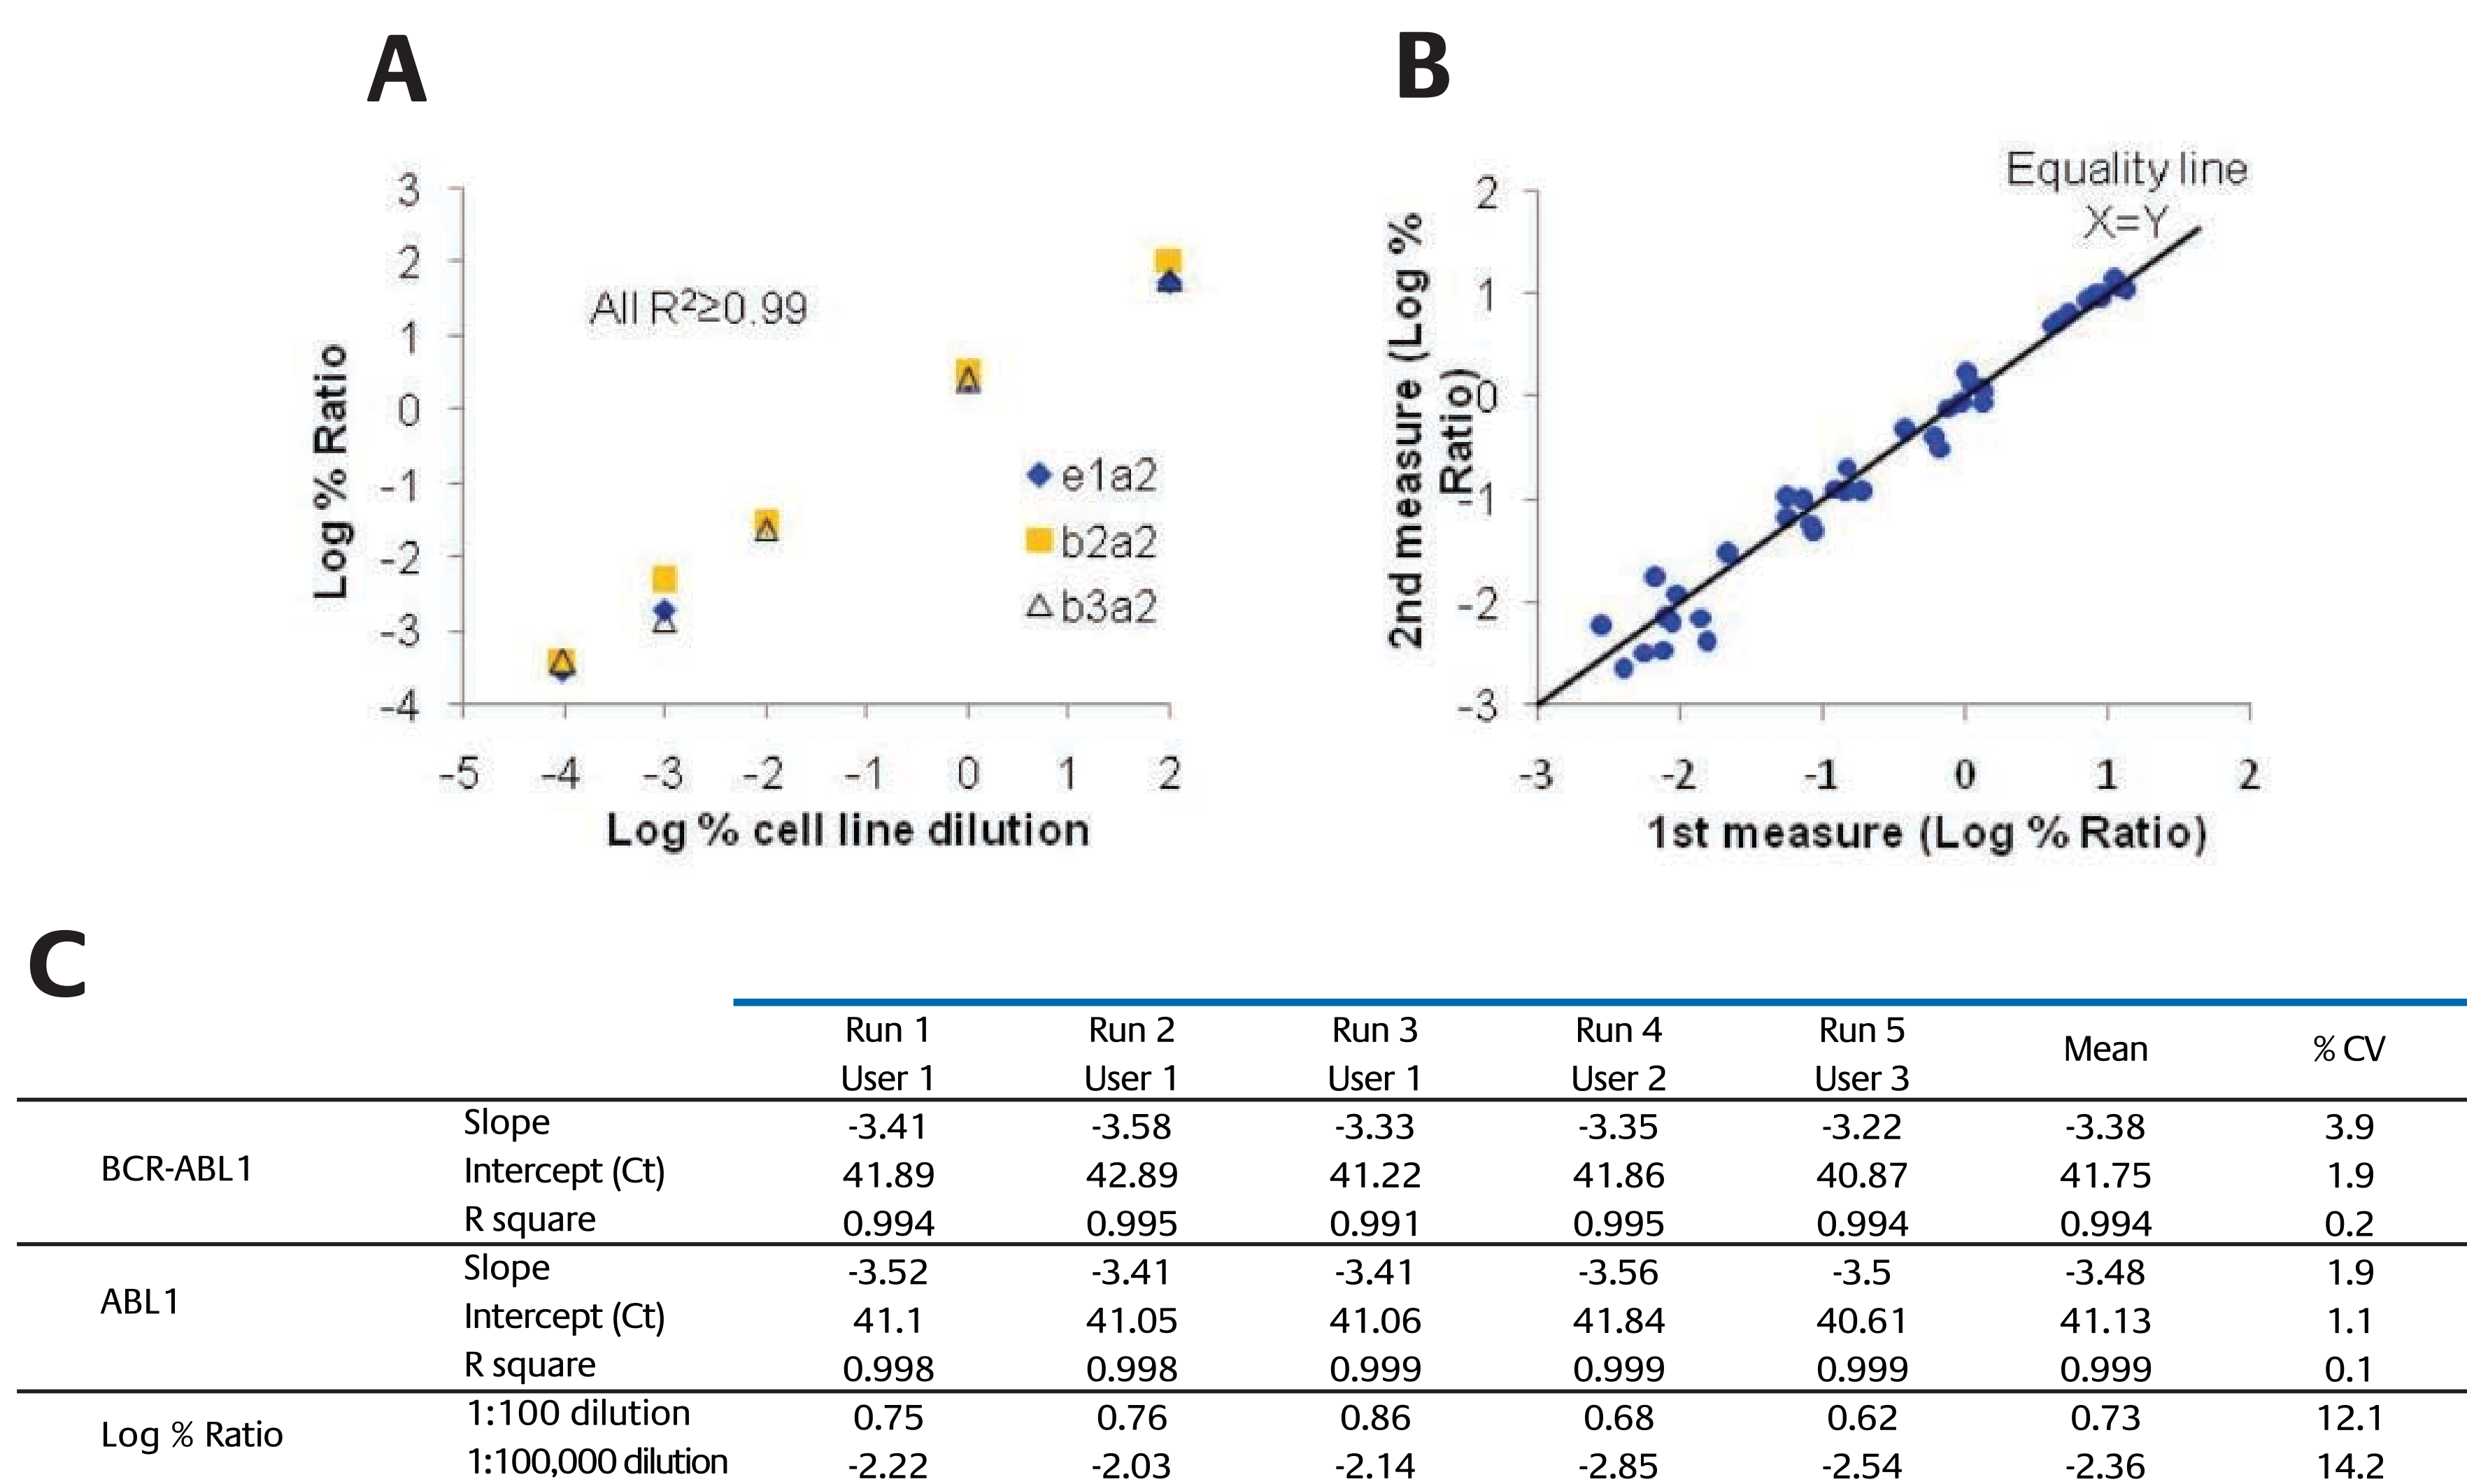 A
3
2
1
0
-1
-2
-3
-4
Log % Ratio
All R²≥0.99
e1a2
b2a2
b3a2
-5 -4 -3 -2 -1 0 1 2
Log % cell line dilution
B
Equality line
X=Y
2
1
0
-1
-2
-3
2nd measure (Log %
Ratio)
-3 -2 -1 0 1 2
1st measure (Log % Ratio)
C
Run 1 Run 2 Run 3 Run 4 Run 5 Mean % CV
User 1 User 1 User 1 User 2 User 3
BCR-ABL1
Slope -3.41 -3.58 -3.33 -3.35 -3.22 -3.38 3.9
Intercept (Ct) 41.89 42.89 41.22 41.86 40.87 41.75 1.9
R square 0.994 0.995 0.991 0.995 0.994 0.994 0.2
ABL1
Slope -3.52 -3.41 -3.41 -3.56 -3.5 -3.48 1.9
Intercept (Ct) 41.1 41.05 41.06 41.84 40.61 41.13 1.1
R square 0.998 0.998 0.999 0.999 0.999 0.999 0.1
Log % Ratio
1:100 dilution 0.75 0.76 0.86 0.68 0.62 0.73 12.1
1:100,000 dilution -2.22 -2.03 -2.14 -2.85 -2.54 -2.36 14.2